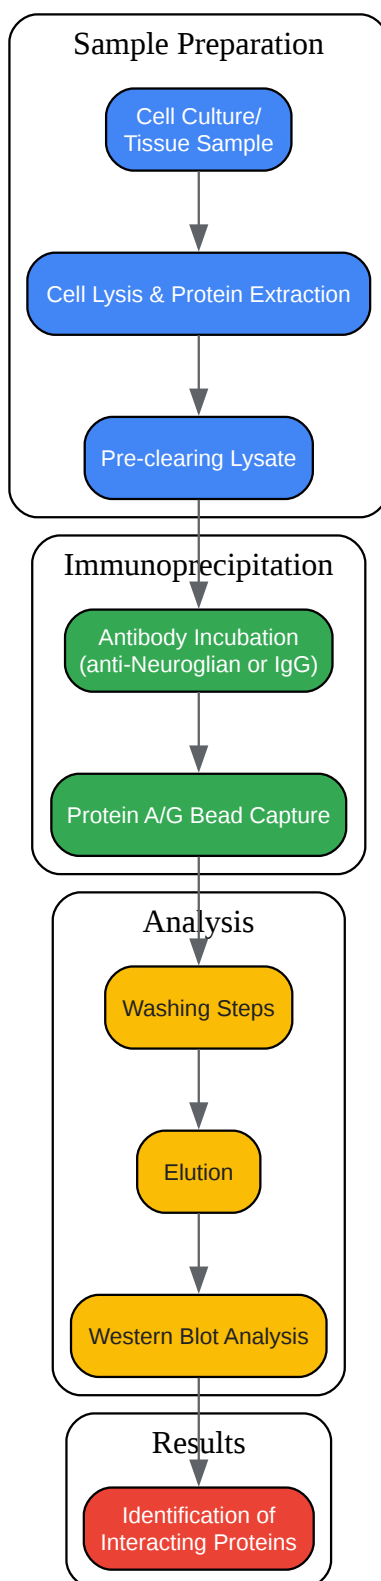 Sample Preparation
Cell Culture/
Tissue Sample
Cell Lysis & Protein Extraction
Pre-clearing Lysate
Immunoprecipitation
Antibody Incubation
(anti-Neuroglian or IgG)
Protein A/G Bead Capture
Analysis
Washing Steps
Elution
Western Blot Analysis
Results
Identification of
Interacting Proteins